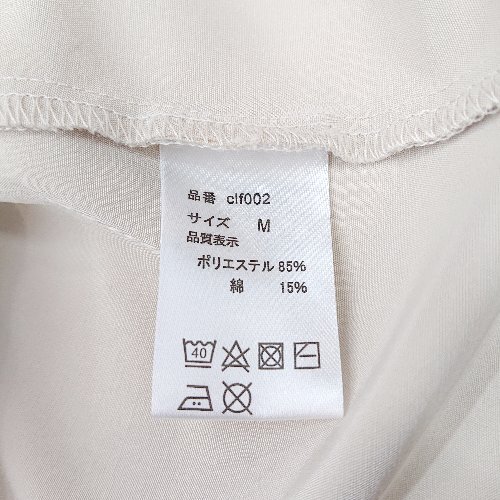 品番 clf002
サイズ M
品質表示
ポリエステル 85%
綿 15%
40